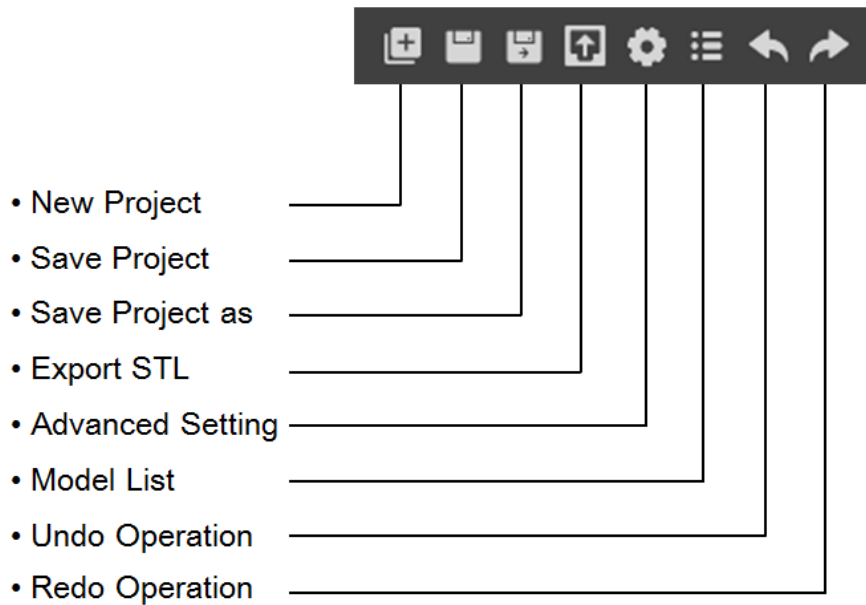 • New Project
• Save Project
• Save Project as
• Export STL
• Advanced Setting
• Model List
• Undo Operation
• Redo Operation